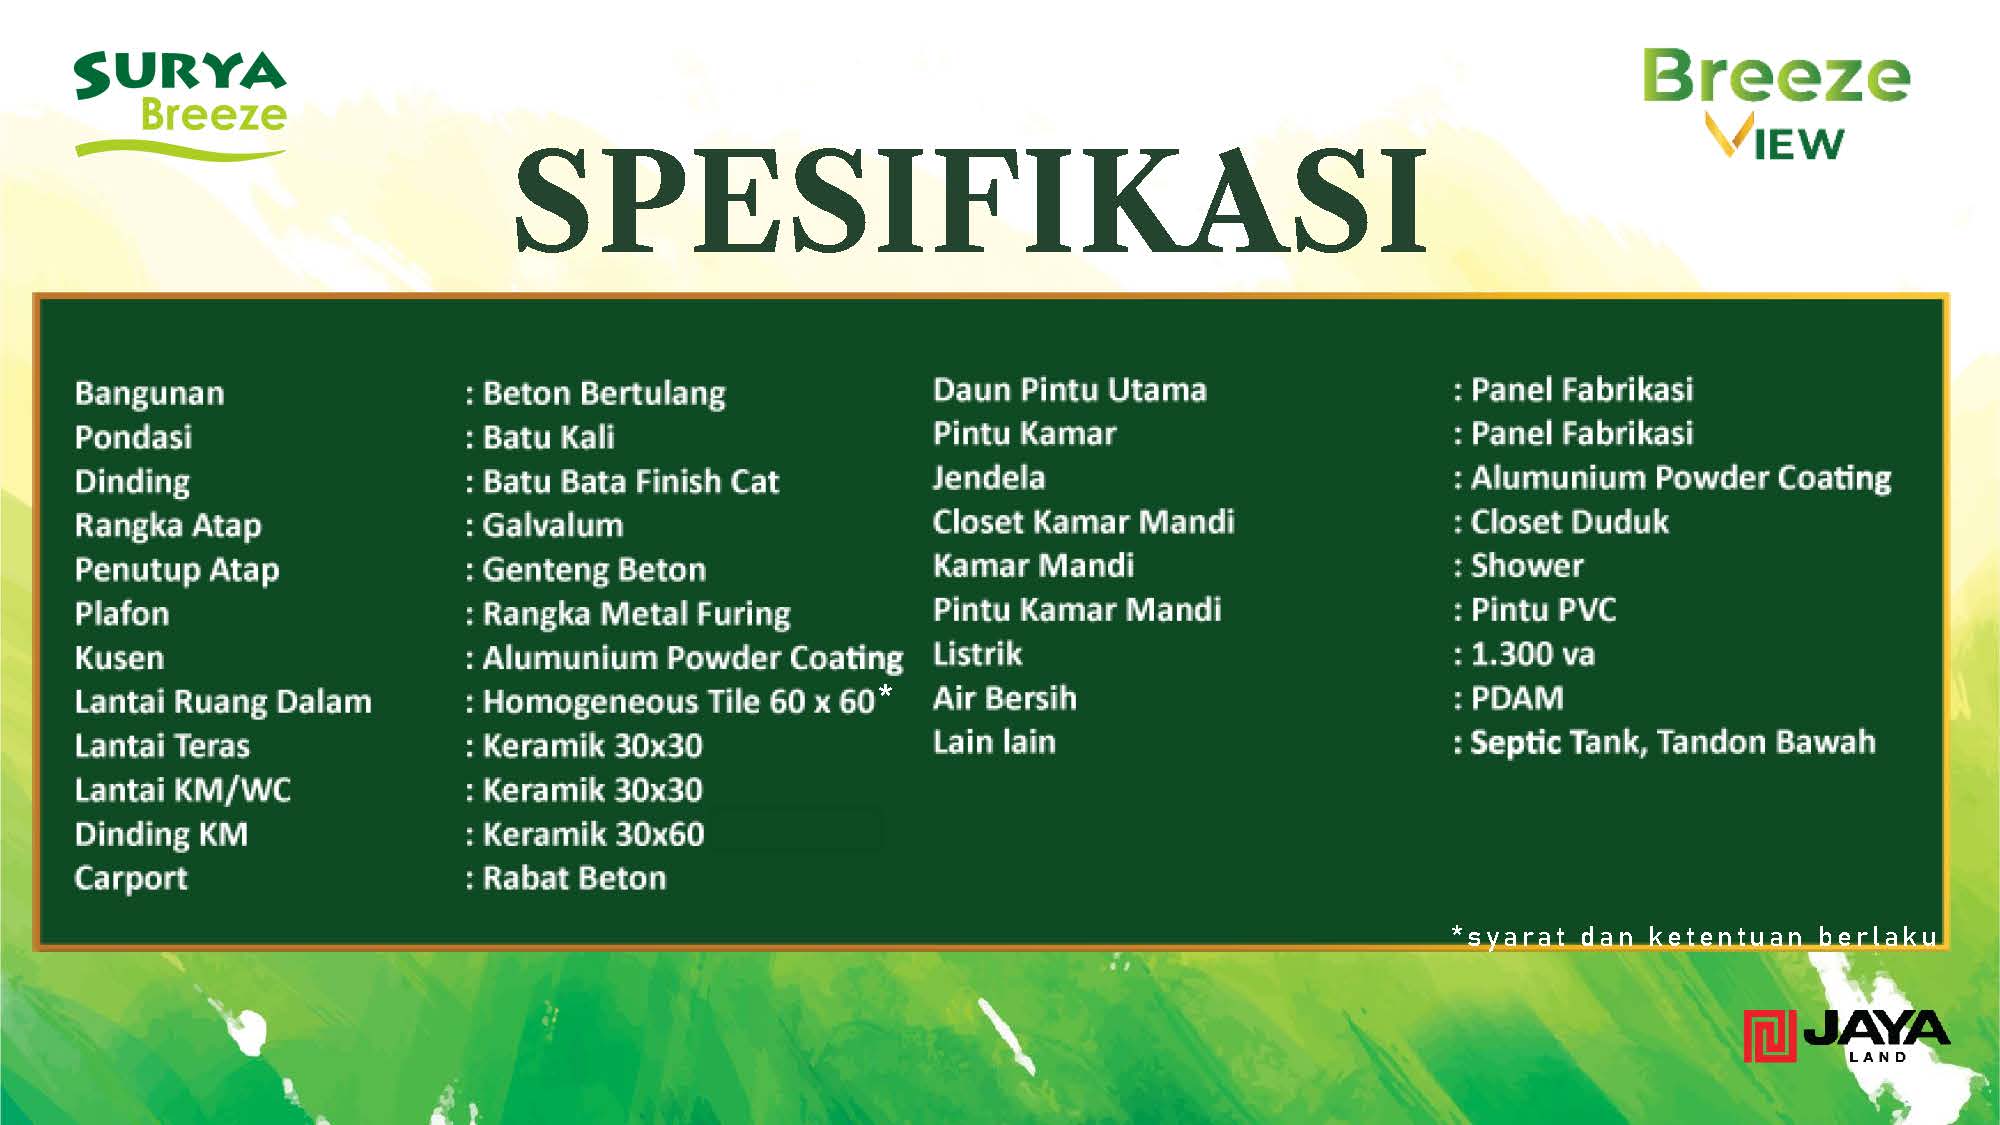 SURYA
Breeze
Breeze
VIEW
SPESIFIKASI
Bangunan : Beton Bertulang
Pondasi : Batu Kali
Dinding : Batu Bata Finish Cat
Rangka Atap : Galvalum
Penutup Atap : Genteng Beton
Plafon : Rangka Metal Furing
Kusen : Alumunium Powder Coating
Lantai Ruang Dalam : Homogeneous Tile 60 x 60*
Lantai Teras : Keramik 30x30
Lantai KM/WC : Keramik 30x30
Dinding KM : Keramik 30x60
Carport : Rabat Beton
Daun Pintu Utama : Panel Fabrikasi
Pintu Kamar : Panel Fabrikasi
Jendela : Alumunium Powder Coating
Closet Kamar Mandi : Closet Duduk
Kamar Mandi : Shower
Pintu Kamar Mandi : Pintu PVC
Listrik : 1.300 va
Air Bersih : PDAM
Lain lain : Septic Tank, Tandon Bawah
*syarat dan ketentuan berlaku
JAYA
LAND